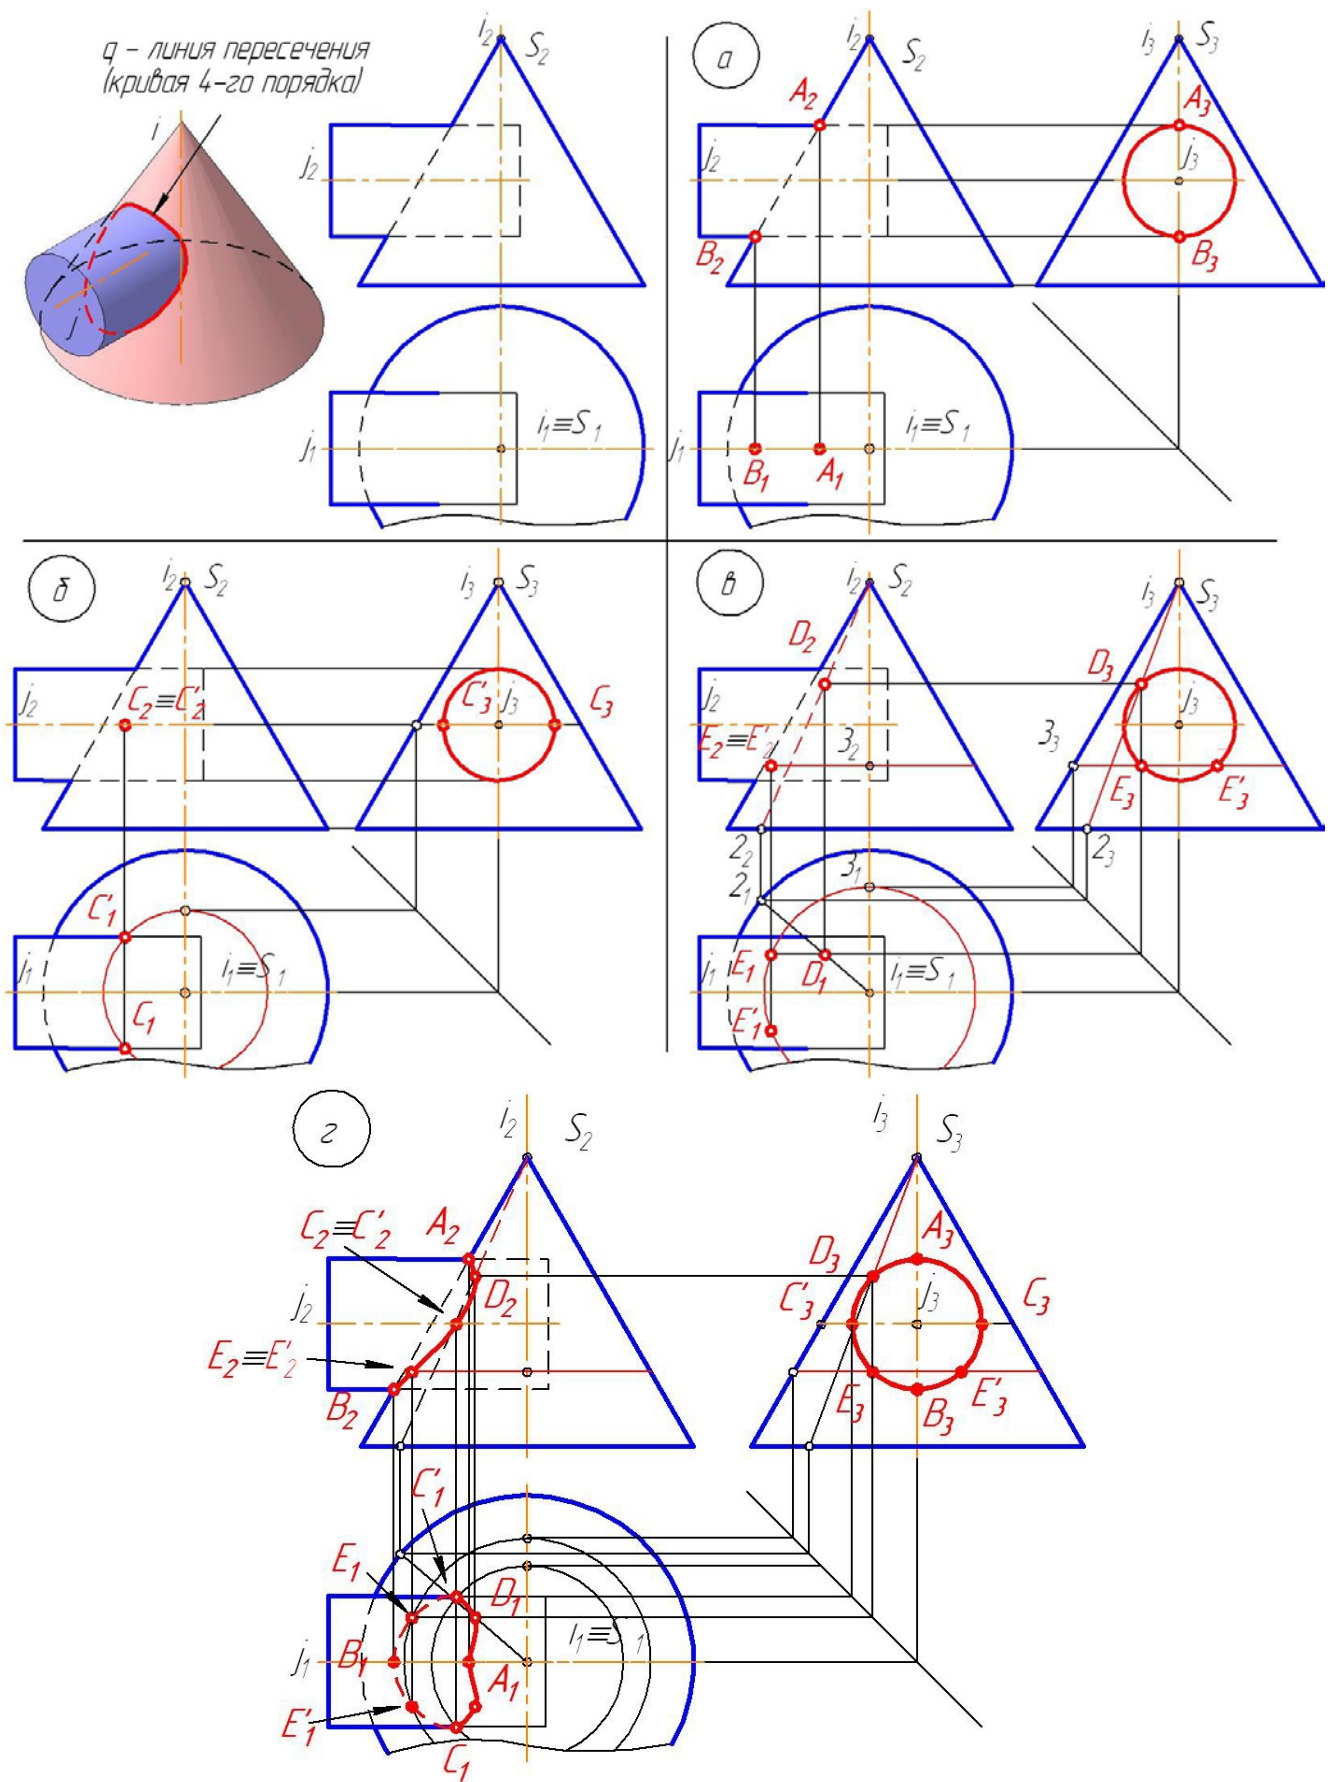 q – линия пересечения
(кривая 4-го порядка)
i
j
i₂ S₂
j₂
i₁≡S₁
j₁
а
i₂ S₂
i₃ S₃
A₂
A₃
j₂
j₃
B₂
B₃
i₁≡S₁
j₁
B₁ A₁
б
i₂ S₂
i₃ S₃
j₂ C₂≡C'₂
C'₃ j₃ C₃
C'₁
j₁
i₁≡S₁
C₁
в
i₂ S₂
i₃ S₃
D₂
D₃
j₂
j₃
E₂≡E'₂ 3₂
3₃
E₃ E'₃
2₂
2₃
2₁ 3₁
j₁ E₁ D₁ i₁≡S₁
E'₁
г
i₂ S₂
i₃ S₃
C₂≡C'₂ A₂
A₃
D₃
j₂ D₂
C'₃ j₃ C₃
E₂≡E'₂
B₂
E₃ B₃ E'₃
C'₁
E₁
D₁
i₁≡S₁
j₁ B₁
A₁
E'₁
C₁